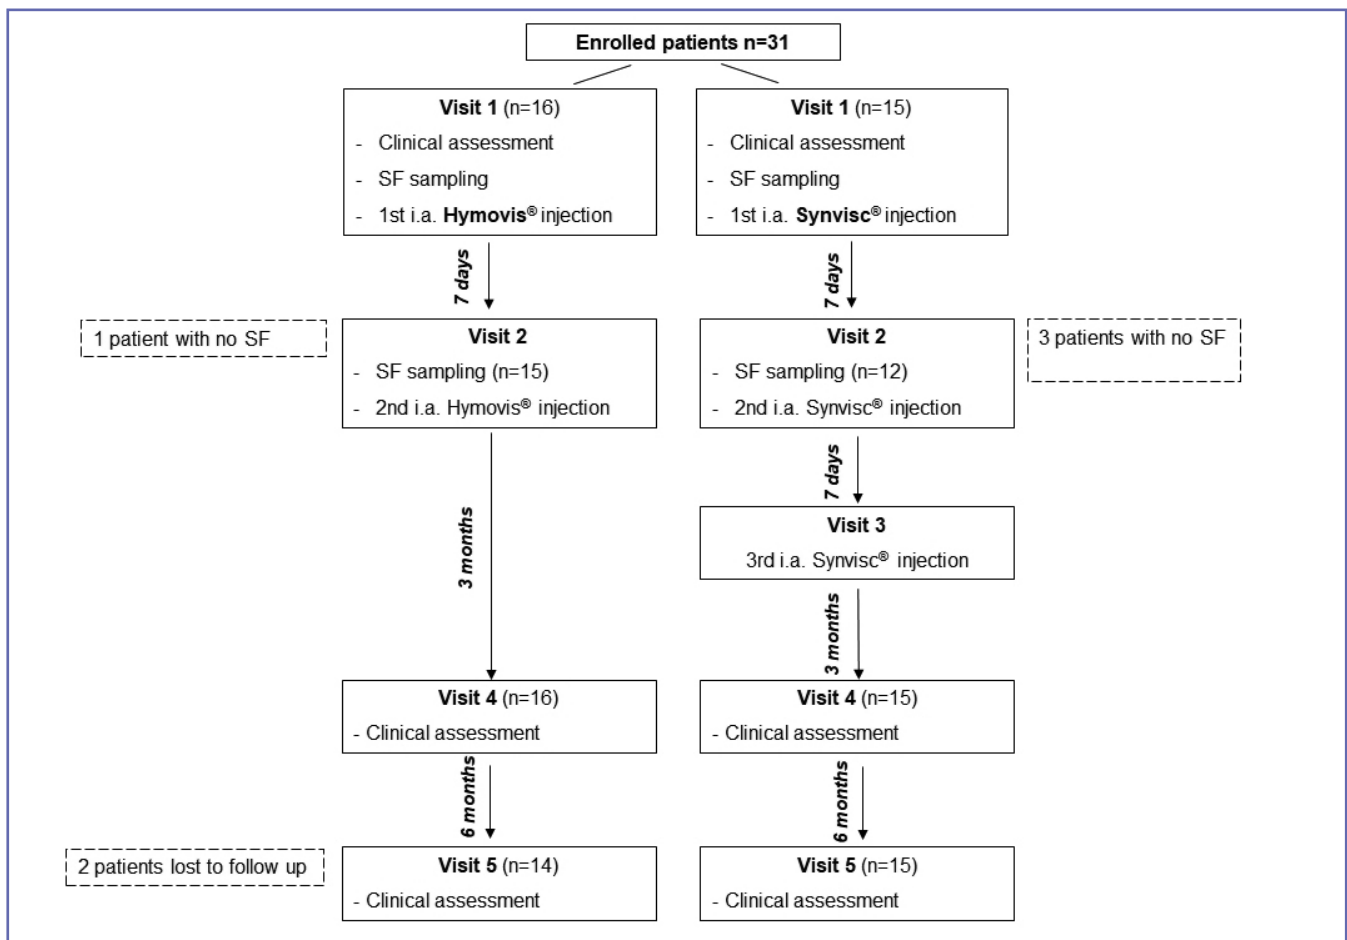 Enrolled patients n=31
Visit 1 (n=16)
- Clinical assessment
- SF sampling
- 1st i.a. Hymovis® injection
Visit 1 (n=15)
- Clinical assessment
- SF sampling
- 1st i.a. Synvisc® injection
7 days
7 days
1 patient with no SF
Visit 2
- SF sampling (n=15)
- 2nd i.a. Hymovis® injection
Visit 2
- SF sampling (n=12)
- 2nd i.a. Synvisc® injection
3 patients with no SF
3 months
7 days
Visit 3
3rd i.a. Synvisc® injection
3 months
Visit 4 (n=16)
- Clinical assessment
Visit 4 (n=15)
- Clinical assessment
6 months
6 months
2 patients lost to follow up
Visit 5 (n=14)
- Clinical assessment
Visit 5 (n=15)
- Clinical assessment